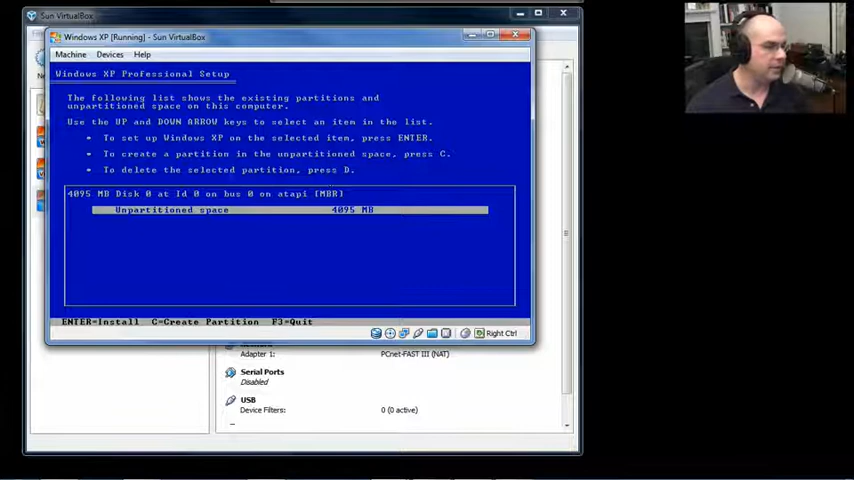 Sun VirtualBox
Windows XP [Running] - Sun VirtualBox
Machine Devices Help
Windows XP Professional Setup
The following list shows the existing partitions and
unpartitioned space on this computer.
Use the UP and DOWN ARROW keys to select an item in the list.
• To set up Windows XP on the selected item, press ENTER.
• To create a partition in the unpartitioned space, press C.
• To delete the selected partition, press D.
4095 MB Disk 0 at Id 0 on bus 0 on atapi [MBR]
Unpartitioned space 4095 MB
ENTER=Install C=Create Partition F3=Quit
Right Ctrl
Adapter 1: PCnet-FAST III (NAT)
Serial Ports
Disabled
USB
Device Filters: 0 (0 active)